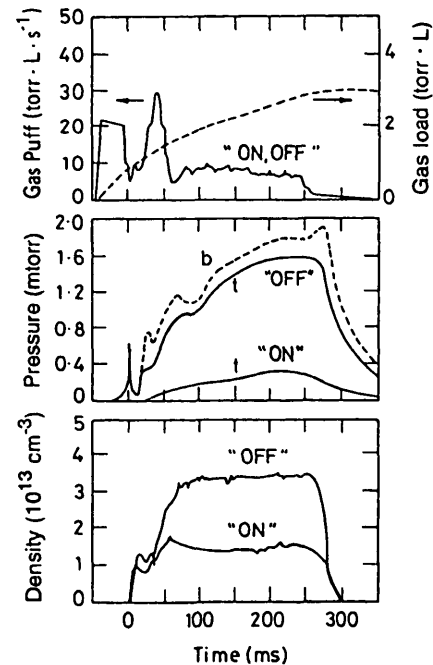 Gas Puff (torr · L · s⁻¹)
50
40
30
20
10
0
4
2
0
Gas load (torr · L)
"ON, OFF"
Pressure (mtorr)
2·0
1·6
1·2
0·8
0·4
0
b
"OFF"
"ON"
Density (10¹³ cm⁻³)
5
4
3
2
1
0
"OFF"
"ON"
0 100 200 300
Time (ms)